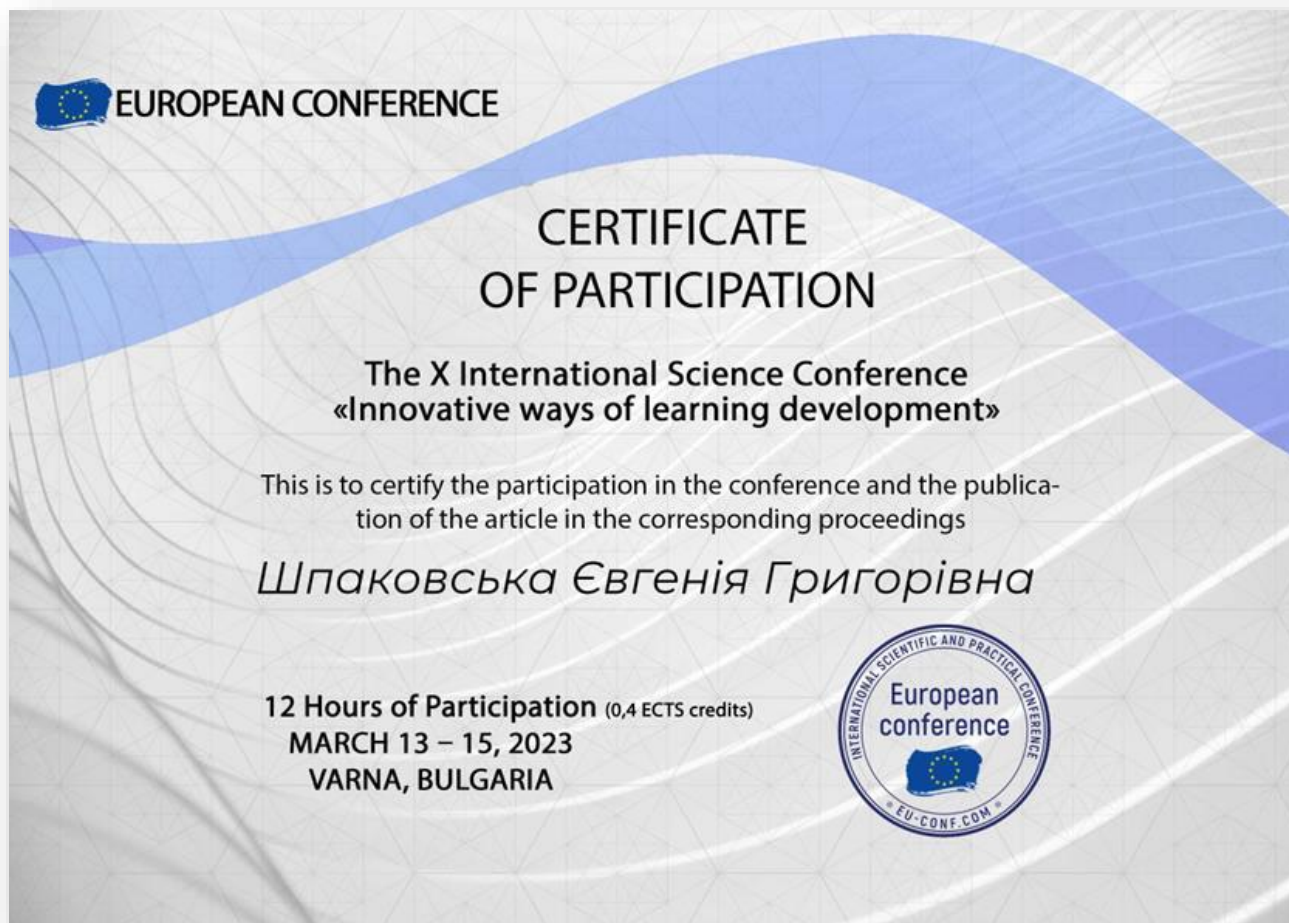 EUROPEAN CONFERENCE
CERTIFICATE
OF PARTICIPATION
The X International Science Conference
«Innovative ways of learning development»
This is to certify the participation in the conference and the publica-
tion of the article in the corresponding proceedings
Шпаковська Євгенія Григорівна
12 Hours of Participation (0,4 ECTS credits)
MARCH 13 – 15, 2023
VARNA, BULGARIA
INTERNATIONAL SCIENTIFIC AND PRACTICAL CONFERENCE
European
conference
EU-CONF.COM